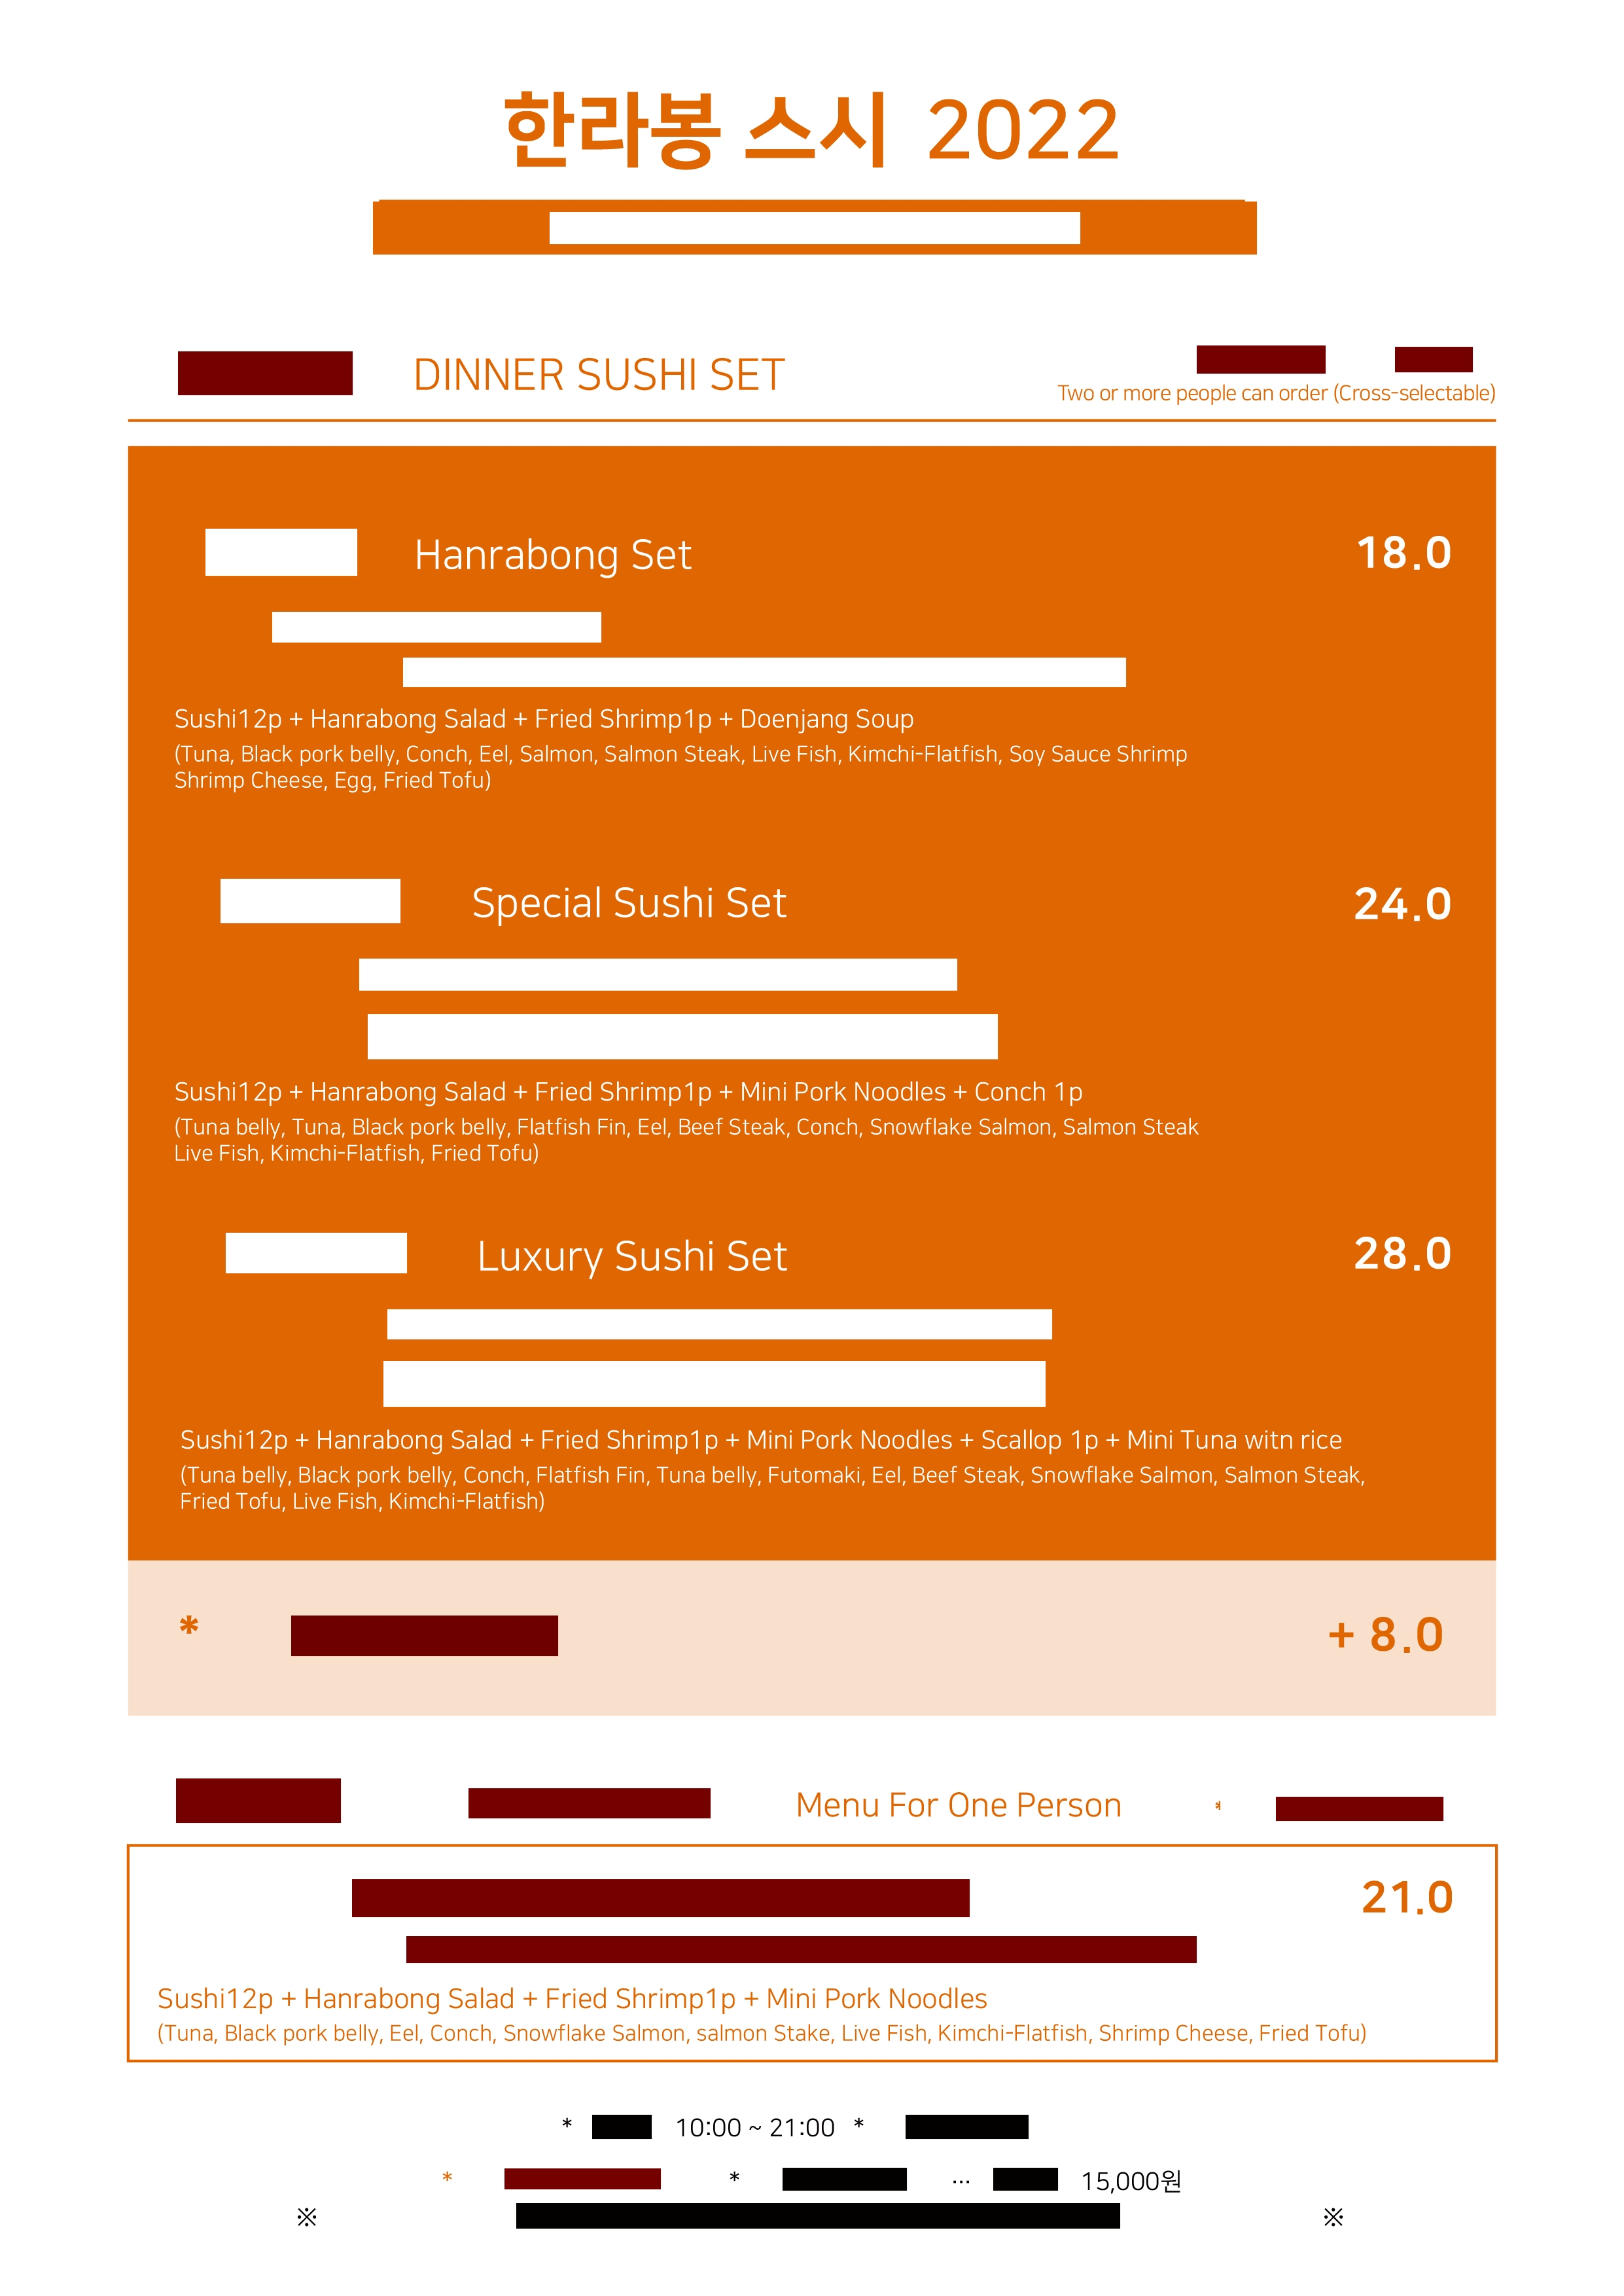 한라봉 스시 2022
DINNER SUSHI SET
Two or more people can order (Cross-selectable)
Hanrabong Set 18.0
Sushi12p + Hanrabong Salad + Fried Shrimp1p + Doenjang Soup
(Tuna, Black pork belly, Conch, Eel, Salmon, Salmon Steak, Live Fish, Kimchi-Flatfish, Soy Sauce Shrimp
Shrimp Cheese, Egg, Fried Tofu)
Special Sushi Set 24.0
Sushi12p + Hanrabong Salad + Fried Shrimp1p + Mini Pork Noodles + Conch 1p
(Tuna belly, Tuna, Black pork belly, Flatfish Fin, Eel, Beef Steak, Conch, Snowflake Salmon, Salmon Steak
Live Fish, Kimchi-Flatfish, Fried Tofu)
Luxury Sushi Set 28.0
Sushi12p + Hanrabong Salad + Fried Shrimp1p + Mini Pork Noodles + Scallop 1p + Mini Tuna witn rice
(Tuna belly, Black pork belly, Conch, Flatfish Fin, Tuna belly, Futomaki, Eel, Beef Steak, Snowflake Salmon, Salmon Steak,
Fried Tofu, Live Fish, Kimchi-Flatfish)
* + 8.0
Menu For One Person *
21.0
Sushi12p + Hanrabong Salad + Fried Shrimp1p + Mini Pork Noodles
(Tuna, Black pork belly, Eel, Conch, Snowflake Salmon, salmon Stake, Live Fish, Kimchi-Flatfish, Shrimp Cheese, Fried Tofu)
* 10:00 ~ 21:00 *
* * ... 15,000원
※ ※